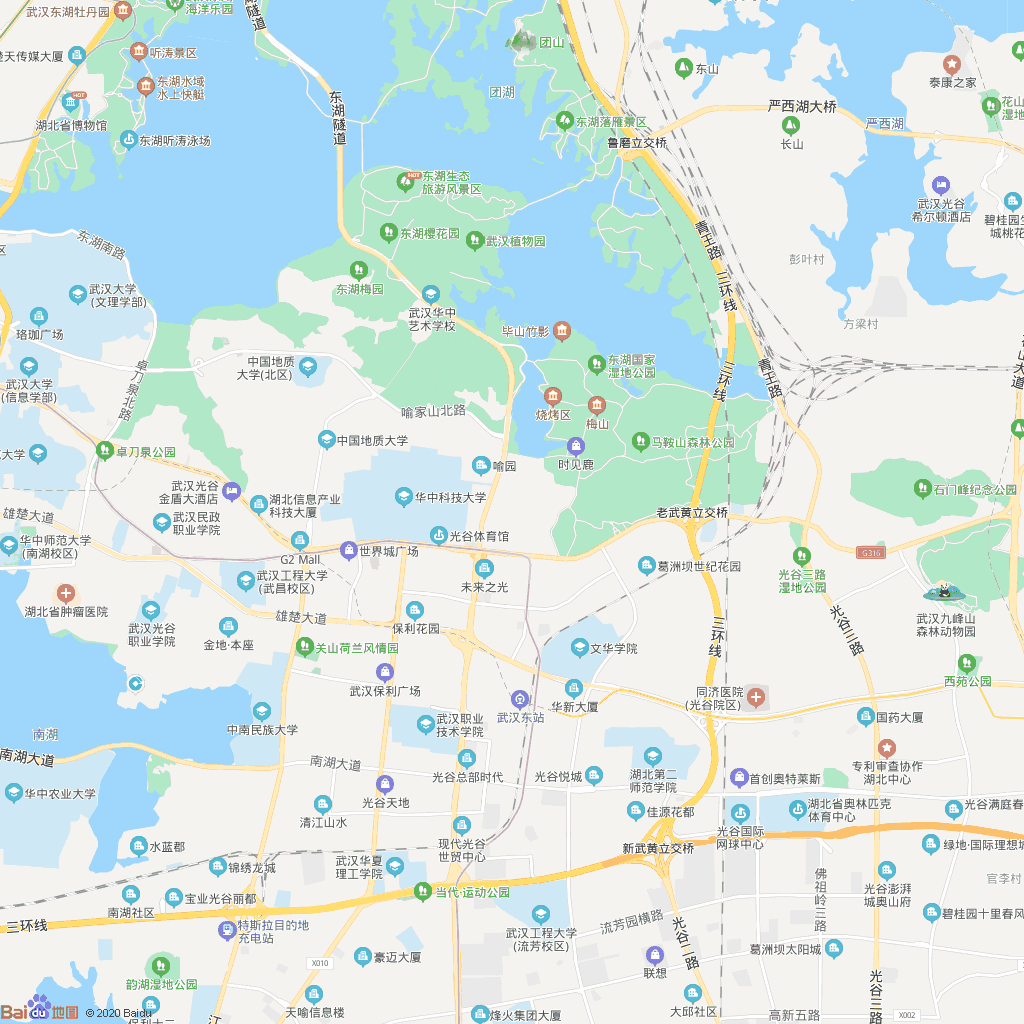 武汉东湖牡丹园
海洋乐园
隧道
楚天传媒大厦
听涛景区
东湖水域
水上快艇
HOT
湖北省博物馆
东湖听涛泳场
东湖隧道
团山
团湖
东山
泰康之家
严西湖大桥
严西湖
长山
花山
湿地
东湖落雁景区
鲁磨立交桥
HOT
东湖生态
旅游风景区
武汉光谷
希尔顿酒店
碧桂园生
城桃花
东湖樱花园
武汉植物园
青王路
三环线
彭叶村
东湖南路
区
东湖梅园
武汉大学
(文理学部)
武汉华中
艺术学校
珞珈广场
毕山竹影
方梁村
花山大道
东湖国家
湿地公园
中国地质
大学(北区)
武汉大学
(信息学部)
卓刀泉北路
三环线
青王路
烧烤区
梅山
喻家山北路
中国地质大学
马鞍山森林公园
卓刀泉公园
大学
时见鹿
喻园
武汉光谷
金盾大酒店
华中科技大学
湖北信息产业
科技大厦
石门峰纪念公园
雄楚大道
武汉民政
职业学院
老武黄立交桥
光谷体育馆
华中师范大学
(南湖校区)
G2 Mall
世界城广场
G316
葛洲坝世纪花园
光谷三路
湿地公园
武汉工程大学
(武昌校区)
未来之光
湖北省肿瘤医院
武汉光谷
职业学院
雄楚大道
保利花园
光谷三路
武汉九峰山
森林动物园
金地·本座
三环线
关山荷兰风情园
文华学院
西苑公园
武汉保利广场
同济医院
(光谷院区)
武汉东站
华新大厦
国药大厦
中南民族大学
武汉职业
技术学院
南湖
南湖大道
南湖大道
专利审查协作
湖北中心
光谷总部时代
光谷悦城
湖北第二
师范学院
首创奥特莱斯
华中农业大学
光谷天地
清江山水
佳源花都
光谷国际
网球中心
湖北省奥林匹克
体育中心
光谷满庭春
水蓝郡
现代光谷
世贸中心
新武黄立交桥
绿地·国际理想城
锦绣龙城
武汉华夏
理工学院
佛祖岭三路
光谷澎湃
城奥山府
官李村
南湖社区
宝业光谷丽都
当代·运动公园
三环线
特斯拉目的地
充电站
流芳园横路
光谷二路
碧桂园十里春风
武汉工程大学
(流芳校区)
葛洲坝太阳城
豪迈大厦
X010
联想
韵湖湿地公园
光谷三路
天喻信息楼
大邱社区
烽火集团大厦
高新五路
X002
Bai du 地图
© 2020 Baidu